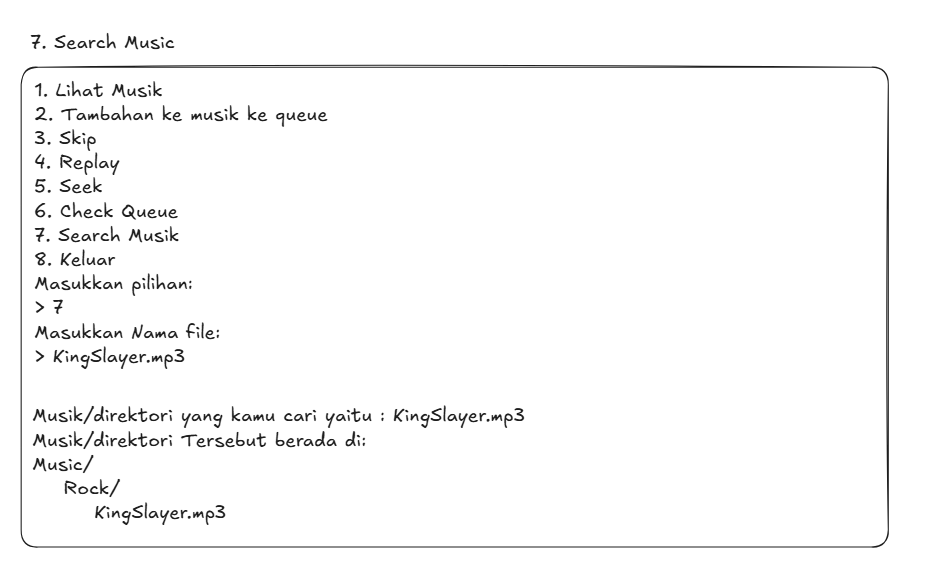 7. Search Music
1. Lihat Musik
2. Tambahan ke musik ke queue
3. Skip
4. Replay
5. Seek
6. Check Queue
7. Search Musik
8. Keluar
Masukkan pilihan:
> 7
Masukkan Nama file:
> KingSlayer.mp3
Musik/direktori yang kamu cari yaitu : KingSlayer.mp3
Musik/direktori Tersebut berada di:
Music/
Rock/
KingSlayer.mp3